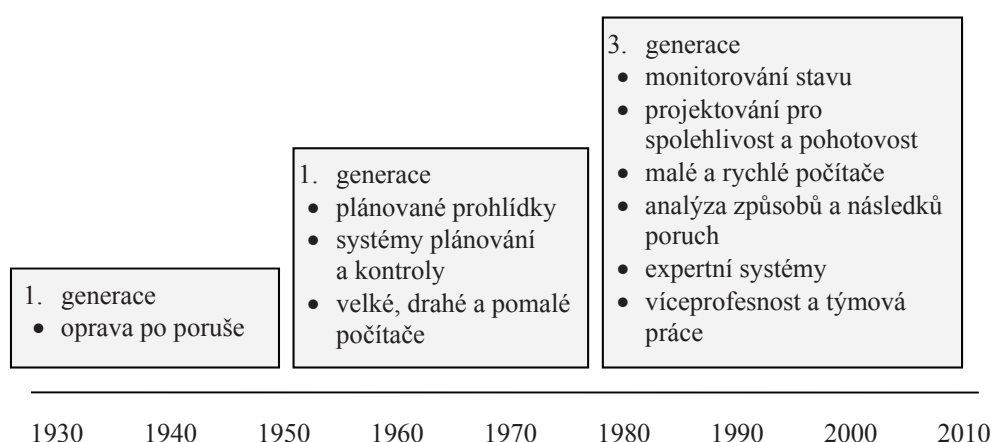 1. generace
• oprava po poruše
1. generace
• plánované prohlídky
• systémy plánování
a kontroly
• velké, drahé a pomalé
počítače
3. generace
• monitorování stavu
• projektování pro
spolehlivost a pohotovost
• malé a rychlé počítače
• analýza způsobů a následků
poruch
• expertní systémy
• víceprofesnost a týmová
práce
1930 1940 1950 1960 1970 1980 1990 2000 2010